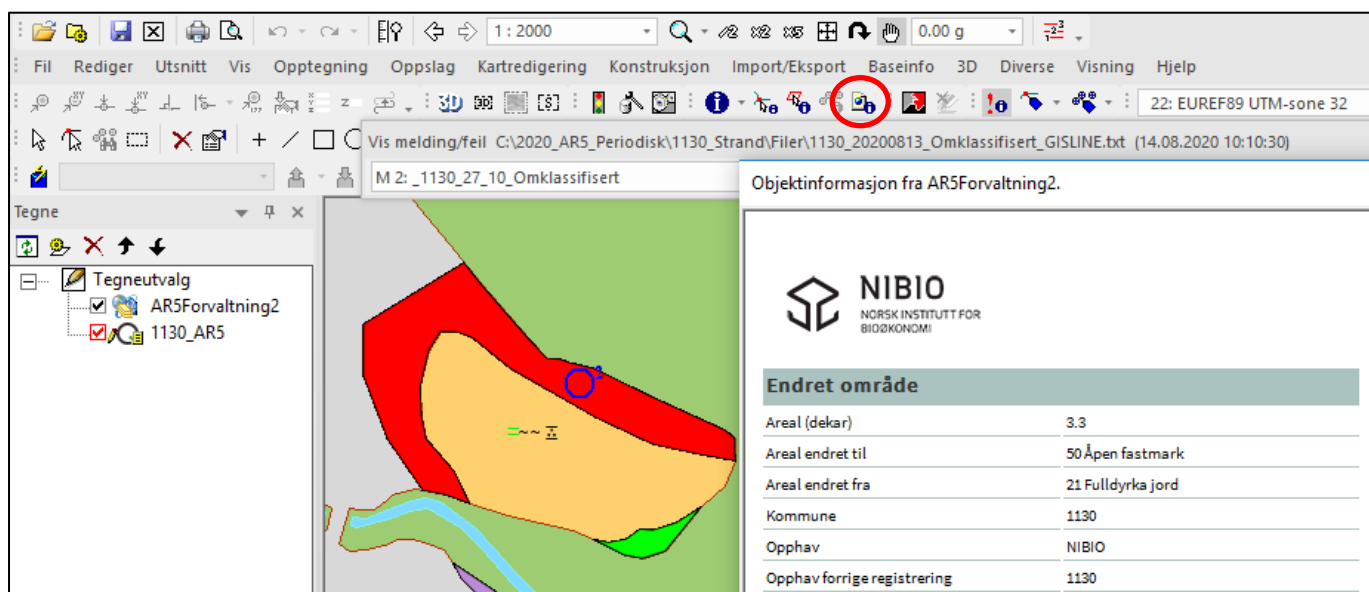 1 : 2000
0.00 g
Fil Rediger Utsnitt Vis Opptegning Oppslag Kartredigering Konstruksjon Import/Eksport Baseinfo 3D Diverse Visning Hjelp
3D
22: EUREF89 UTM-sone 32
Vis melding/feil C:\2020_AR5_Periodisk\1130_Strand\Filer\1130_20200813_Omklassifisert_GISLINE.txt (14.08.2020 10:10:30)
M 2: _1130_27_10_Omklassifisert
Objektinformasjon fra AR5Forvaltning2.
Tegne
Tegneutvalg
AR5Forvaltning2
1130_AR5
NIBIO
NORSK INSTITUTT FOR
BIOØKONOMI
Endret område
Areal (dekar) 3.3
Areal endret til 50 Åpen fastmark
Areal endret fra 21 Fulldyrka jord
Kommune 1130
Opphav NIBIO
Opphav forrige registrering 1130